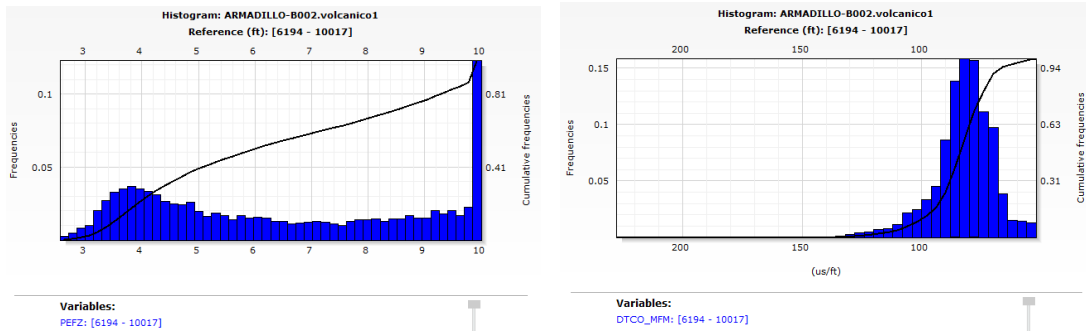 Histogram: ARMADILLO-B002.volcanico1
Reference (ft): [6194 - 10017]
3 4 5 6 7 8 9 10
0.1
0.05
Frequencies
0.81
0.41
Cumulative frequencies
3 4 5 6 7 8 9 10
Variables:
PEFZ: [6194 - 10017]
Histogram: ARMADILLO-B002.volcanico1
Reference (ft): [6194 - 10017]
200 150 100
0.15
0.1
0.05
Frequencies
0.94
0.63
0.31
Cumulative frequencies
200 150 100
(us/ft)
Variables:
DTCO_MFM: [6194 - 10017]